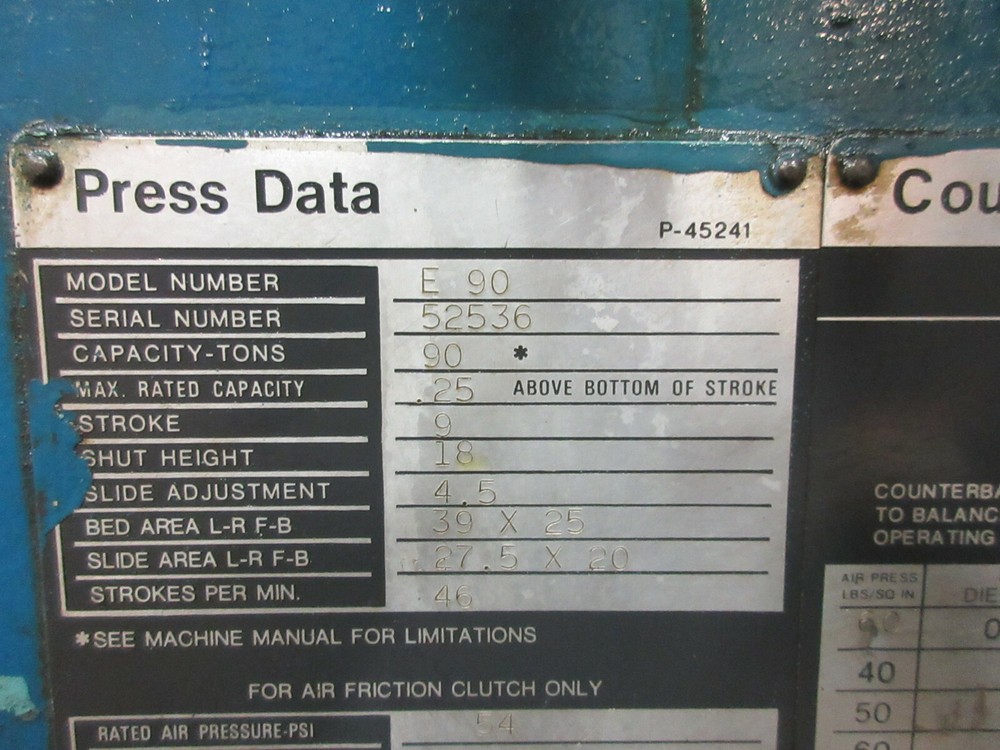 Press Data
P-45241
MODEL NUMBER E 90
SERIAL NUMBER 52536
CAPACITY-TONS 90 *
MAX. RATED CAPACITY .25 ABOVE BOTTOM OF STROKE
STROKE 9
SHUT HEIGHT 18
SLIDE ADJUSTMENT 4.5
BED AREA L-R F-B 39 X 25
SLIDE AREA L-R F-B 27.5 X 20
STROKES PER MIN. 46
*SEE MACHINE MANUAL FOR LIMITATIONS
FOR AIR FRICTION CLUTCH ONLY
RATED AIR PRESSURE-PSI 54
Cou
COUNTERBA
TO BALANC
OPERATING
AIR PRESS. DIE
LBS/SQ IN
0
40
50
60